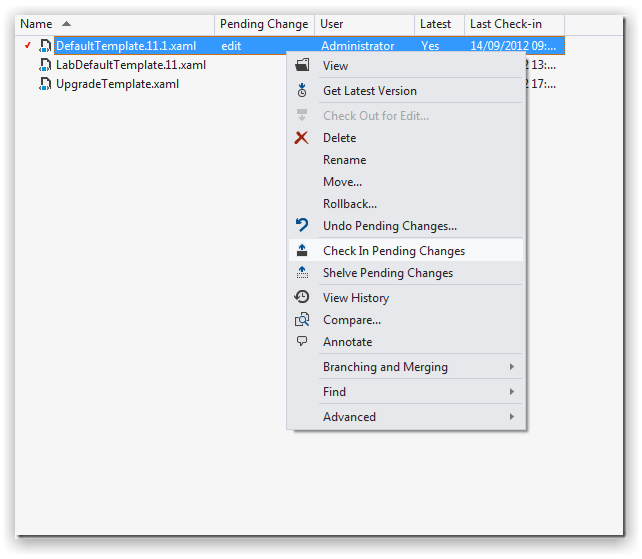 Name Pending Change User Latest Last Check-in
DefaultTemplate.11.1.xaml edit Administrator Yes 14/09/2012 09:...
LabDefaultTemplate.11.xaml 2 13:...
UpgradeTemplate.xaml 2 17:...
View
Get Latest Version
Check Out for Edit...
Delete
Rename
Move...
Rollback...
Undo Pending Changes...
Check In Pending Changes
Shelve Pending Changes
View History
Compare...
Annotate
Branching and Merging
Find
Advanced